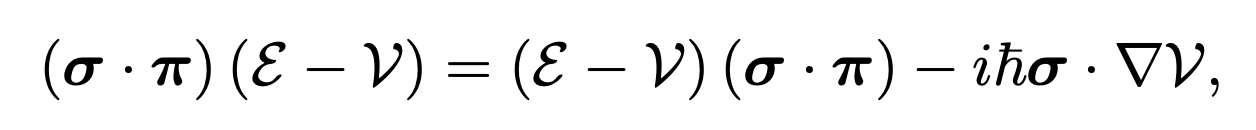 (𝛔 · 𝛑) (ℰ − 𝒱) = (ℰ − 𝒱) (𝛔 · 𝛑) − iℏ𝛔 · ∇𝒱,